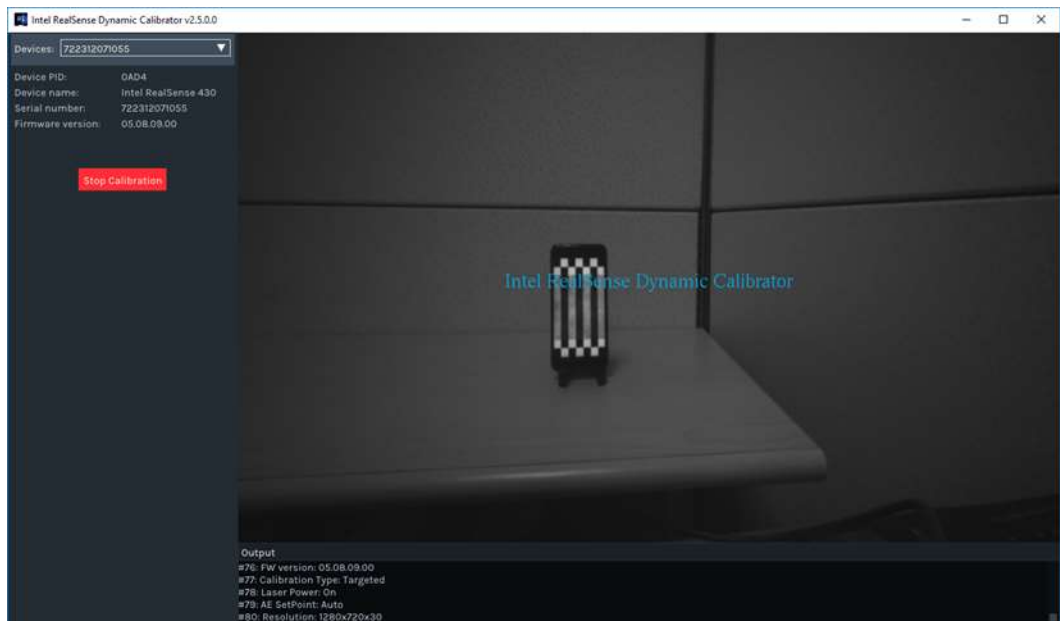 Intel RealSense Dynamic Calibrator v2.5.0.0
Devices: 722312071055
Device PID: 0AD4
Device name: Intel RealSense 430
Serial number: 722312071055
Firmware version: 05.08.09.00
Stop Calibration
Intel RealSense Dynamic Calibrator
Output
#76: FW version: 05.08.09.00
#77: Calibration Type: Targeted
#78: Laser Power: On
#79: AE SetPoint: Auto
#80: Resolution: 1280x720x30